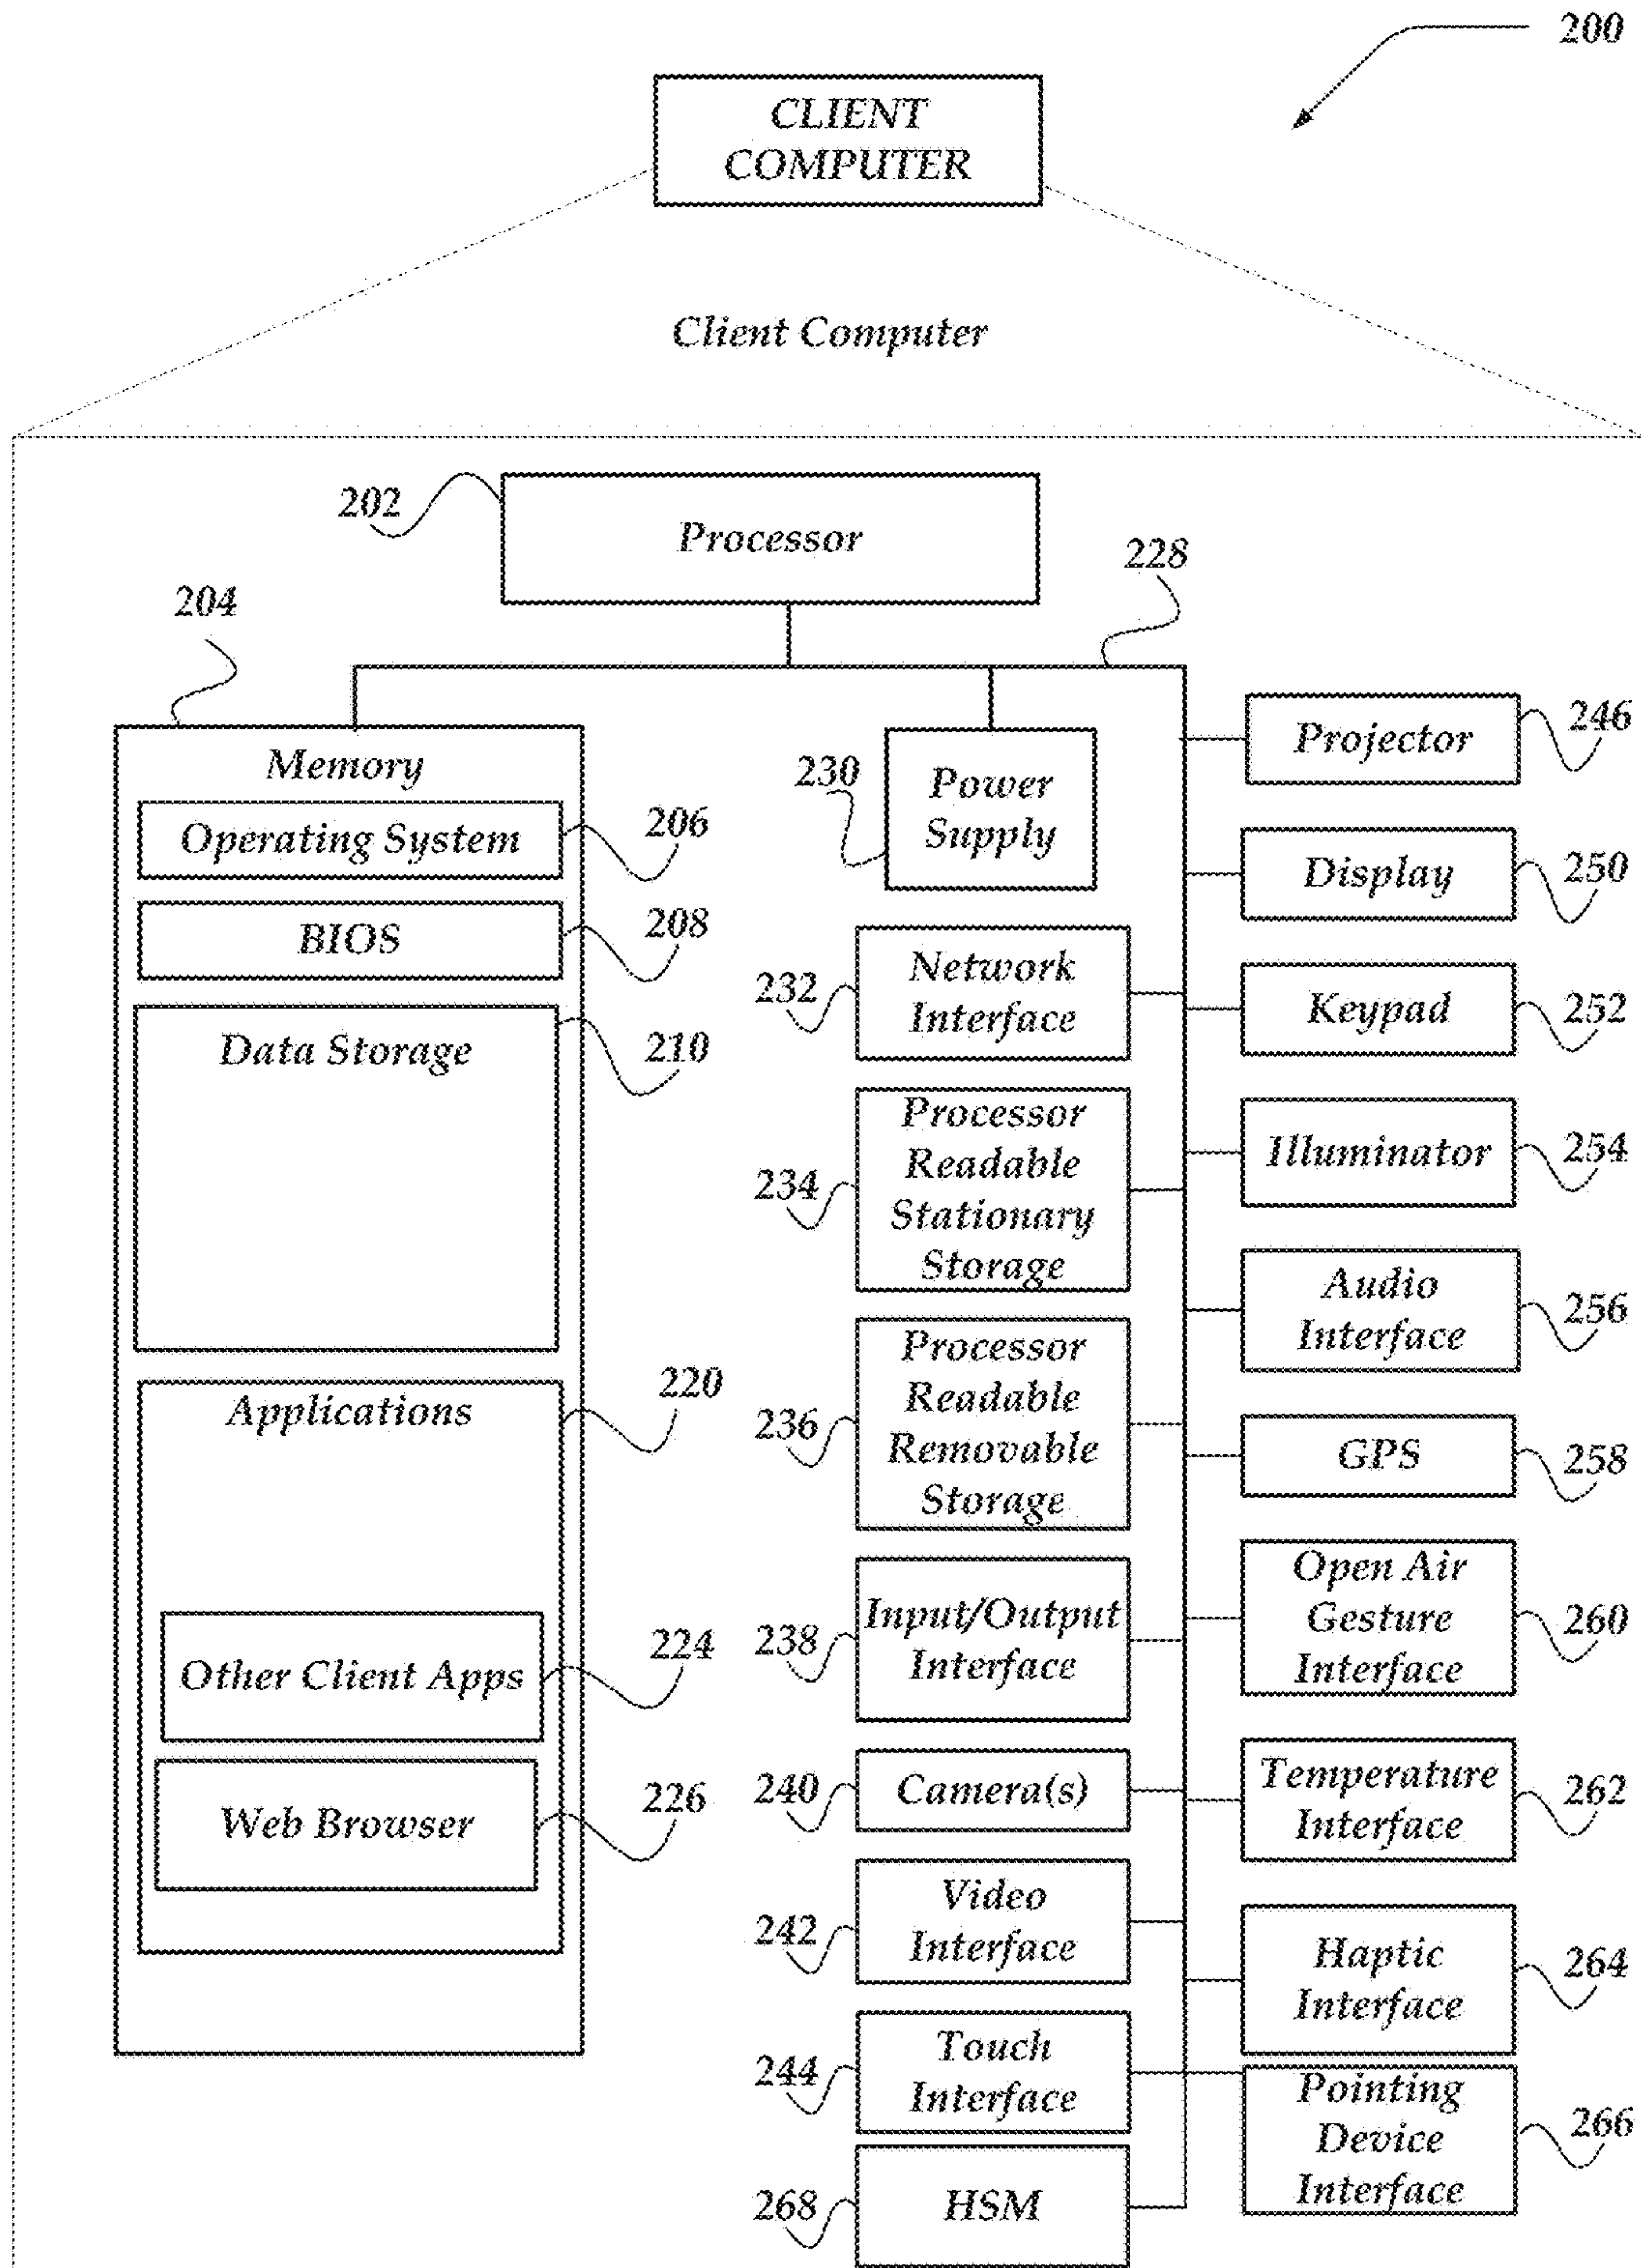 200
CLIENT
COMPUTER
Client Computer
202
Processor
228
204
Memory
Operating System
206
BIOS
208
Data Storage
210
Applications
220
Other Client Apps
224
Web Browser
226
230
Power
Supply
232
Network
Interface
234
Processor
Readable
Stationary
Storage
236
Processor
Readable
Removable
Storage
238
Input/Output
Interface
240
Camera(s)
242
Video
Interface
244
Touch
Interface
268
HSM
Projector
246
Display
250
Keypad
252
Illuminator
254
Audio
Interface
256
GPS
258
Open Air
Gesture
Interface
260
Temperature
Interface
262
Haptic
Interface
264
Pointing
Device
Interface
266